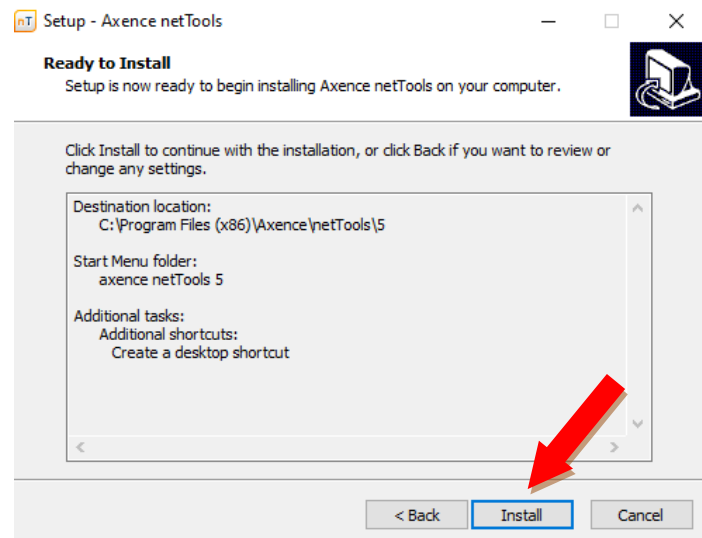 nT Setup - Axence netTools
Ready to Install
Setup is now ready to begin installing Axence netTools on your computer.
Click Install to continue with the installation, or click Back if you want to review or
change any settings.
Destination location:
C:\Program Files (x86)\Axence\netTools\5
Start Menu folder:
axence netTools 5
Additional tasks:
Additional shortcuts:
Create a desktop shortcut
< Back Install Cancel